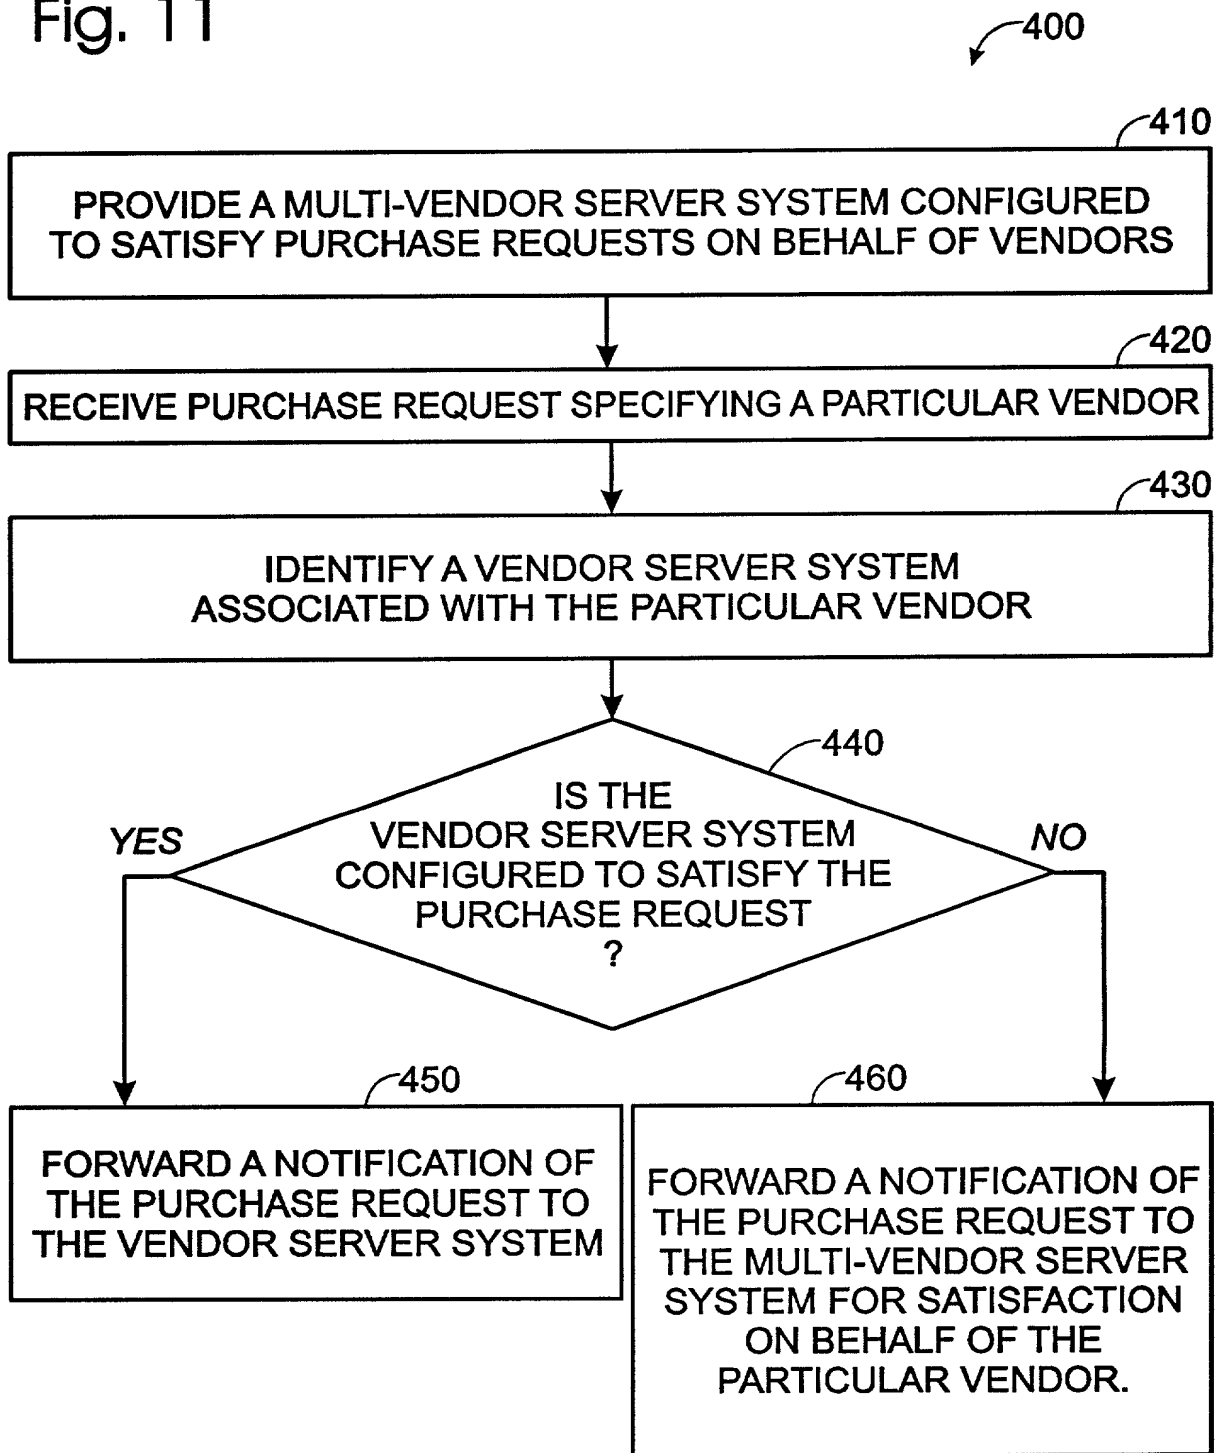 Fig. 11
400
410
PROVIDE A MULTI-VENDOR SERVER SYSTEM CONFIGURED
TO SATISFY PURCHASE REQUESTS ON BEHALF OF VENDORS
420
RECEIVE PURCHASE REQUEST SPECIFYING A PARTICULAR VENDOR
430
IDENTIFY A VENDOR SERVER SYSTEM
ASSOCIATED WITH THE PARTICULAR VENDOR
440
IS THE
VENDOR SERVER SYSTEM
CONFIGURED TO SATISFY THE
PURCHASE REQUEST
?
YES
NO
450
FORWARD A NOTIFICATION OF
THE PURCHASE REQUEST TO
THE VENDOR SERVER SYSTEM
460
FORWARD A NOTIFICATION OF
THE PURCHASE REQUEST TO
THE MULTI-VENDOR SERVER
SYSTEM FOR SATISFACTION
ON BEHALF OF THE
PARTICULAR VENDOR.